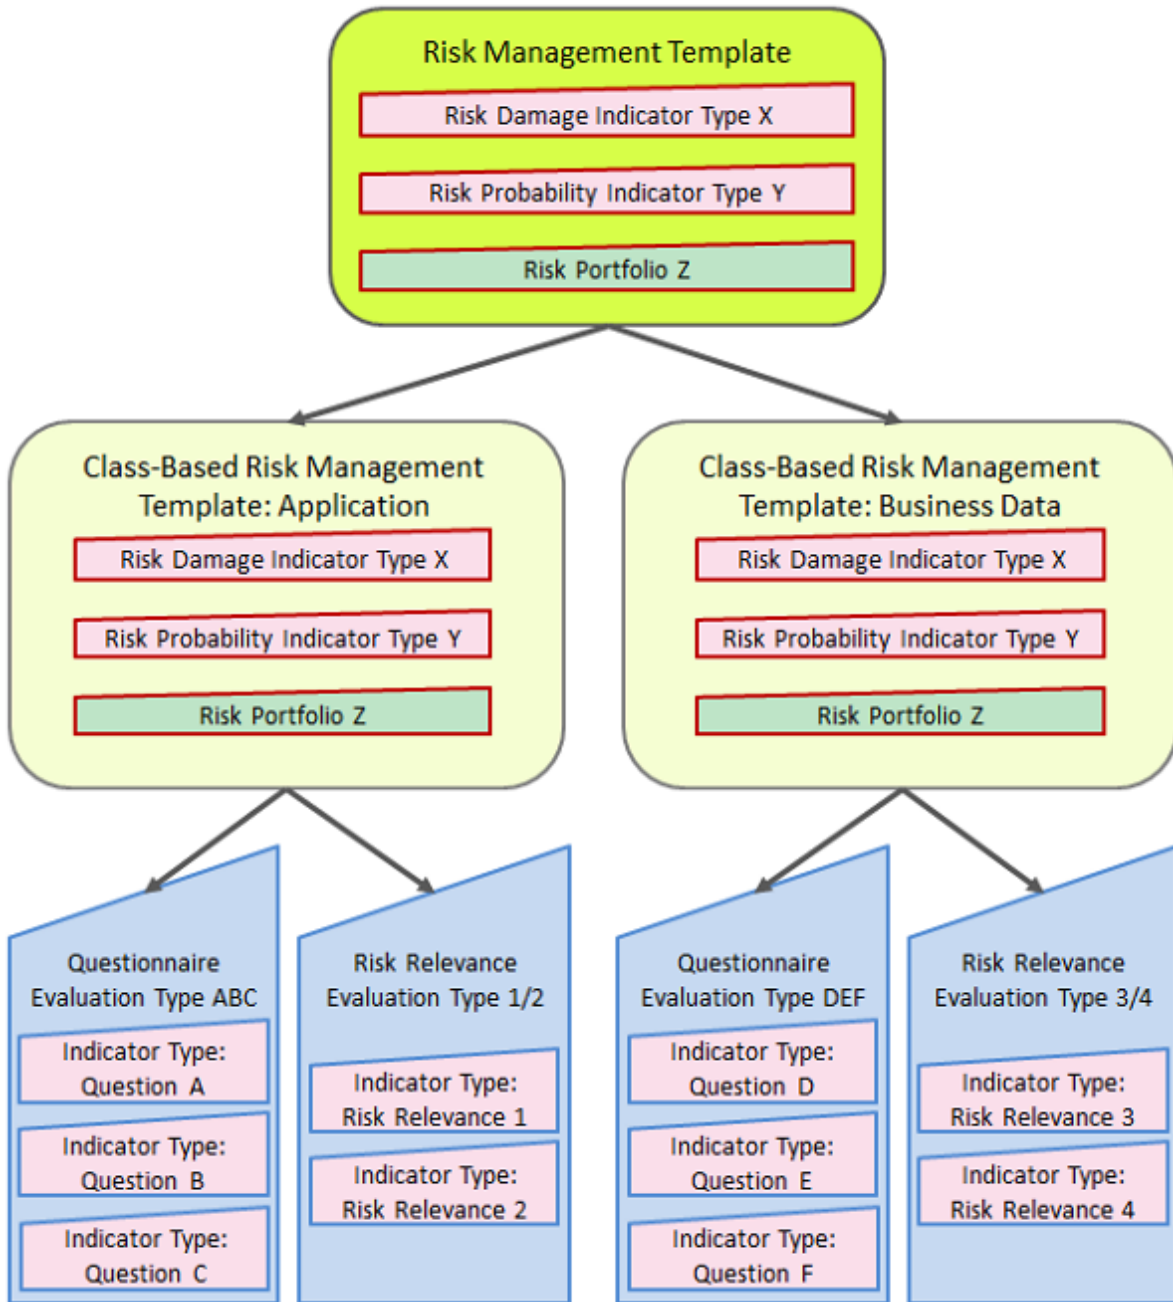 Risk Management Template
Risk Damage Indicator Type X
Risk Probability Indicator Type Y
Risk Portfolio Z
Class-Based Risk Management
Template: Application
Risk Damage Indicator Type X
Risk Probability Indicator Type Y
Risk Portfolio Z
Class-Based Risk Management
Template: Business Data
Risk Damage Indicator Type X
Risk Probability Indicator Type Y
Risk Portfolio Z
Questionnaire
Evaluation Type ABC
Indicator Type:
Question A
Indicator Type:
Question B
Indicator Type:
Question C
Risk Relevance
Evaluation Type 1/2
Indicator Type:
Risk Relevance 1
Indicator Type:
Risk Relevance 2
Questionnaire
Evaluation Type DEF
Indicator Type:
Question D
Indicator Type:
Question E
Indicator Type:
Question F
Risk Relevance
Evaluation Type 3/4
Indicator Type:
Risk Relevance 3
Indicator Type:
Risk Relevance 4